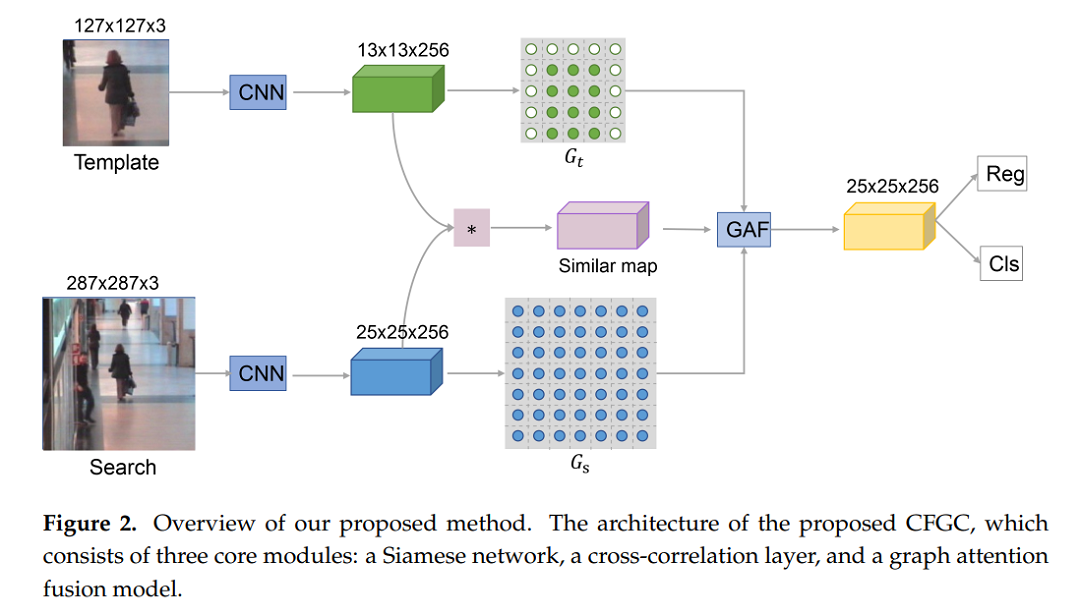 127x127x3
13x13x256
CNN
Template
Gt
25x25x256
Reg
*
GAF
Similar map
Cls
287x287x3
25x25x256
CNN
Search
Gs
Figure 2. Overview of our proposed method. The architecture of the proposed CFGC, which
consists of three core modules: a Siamese network, a cross-correlation layer, and a graph attention
fusion model.